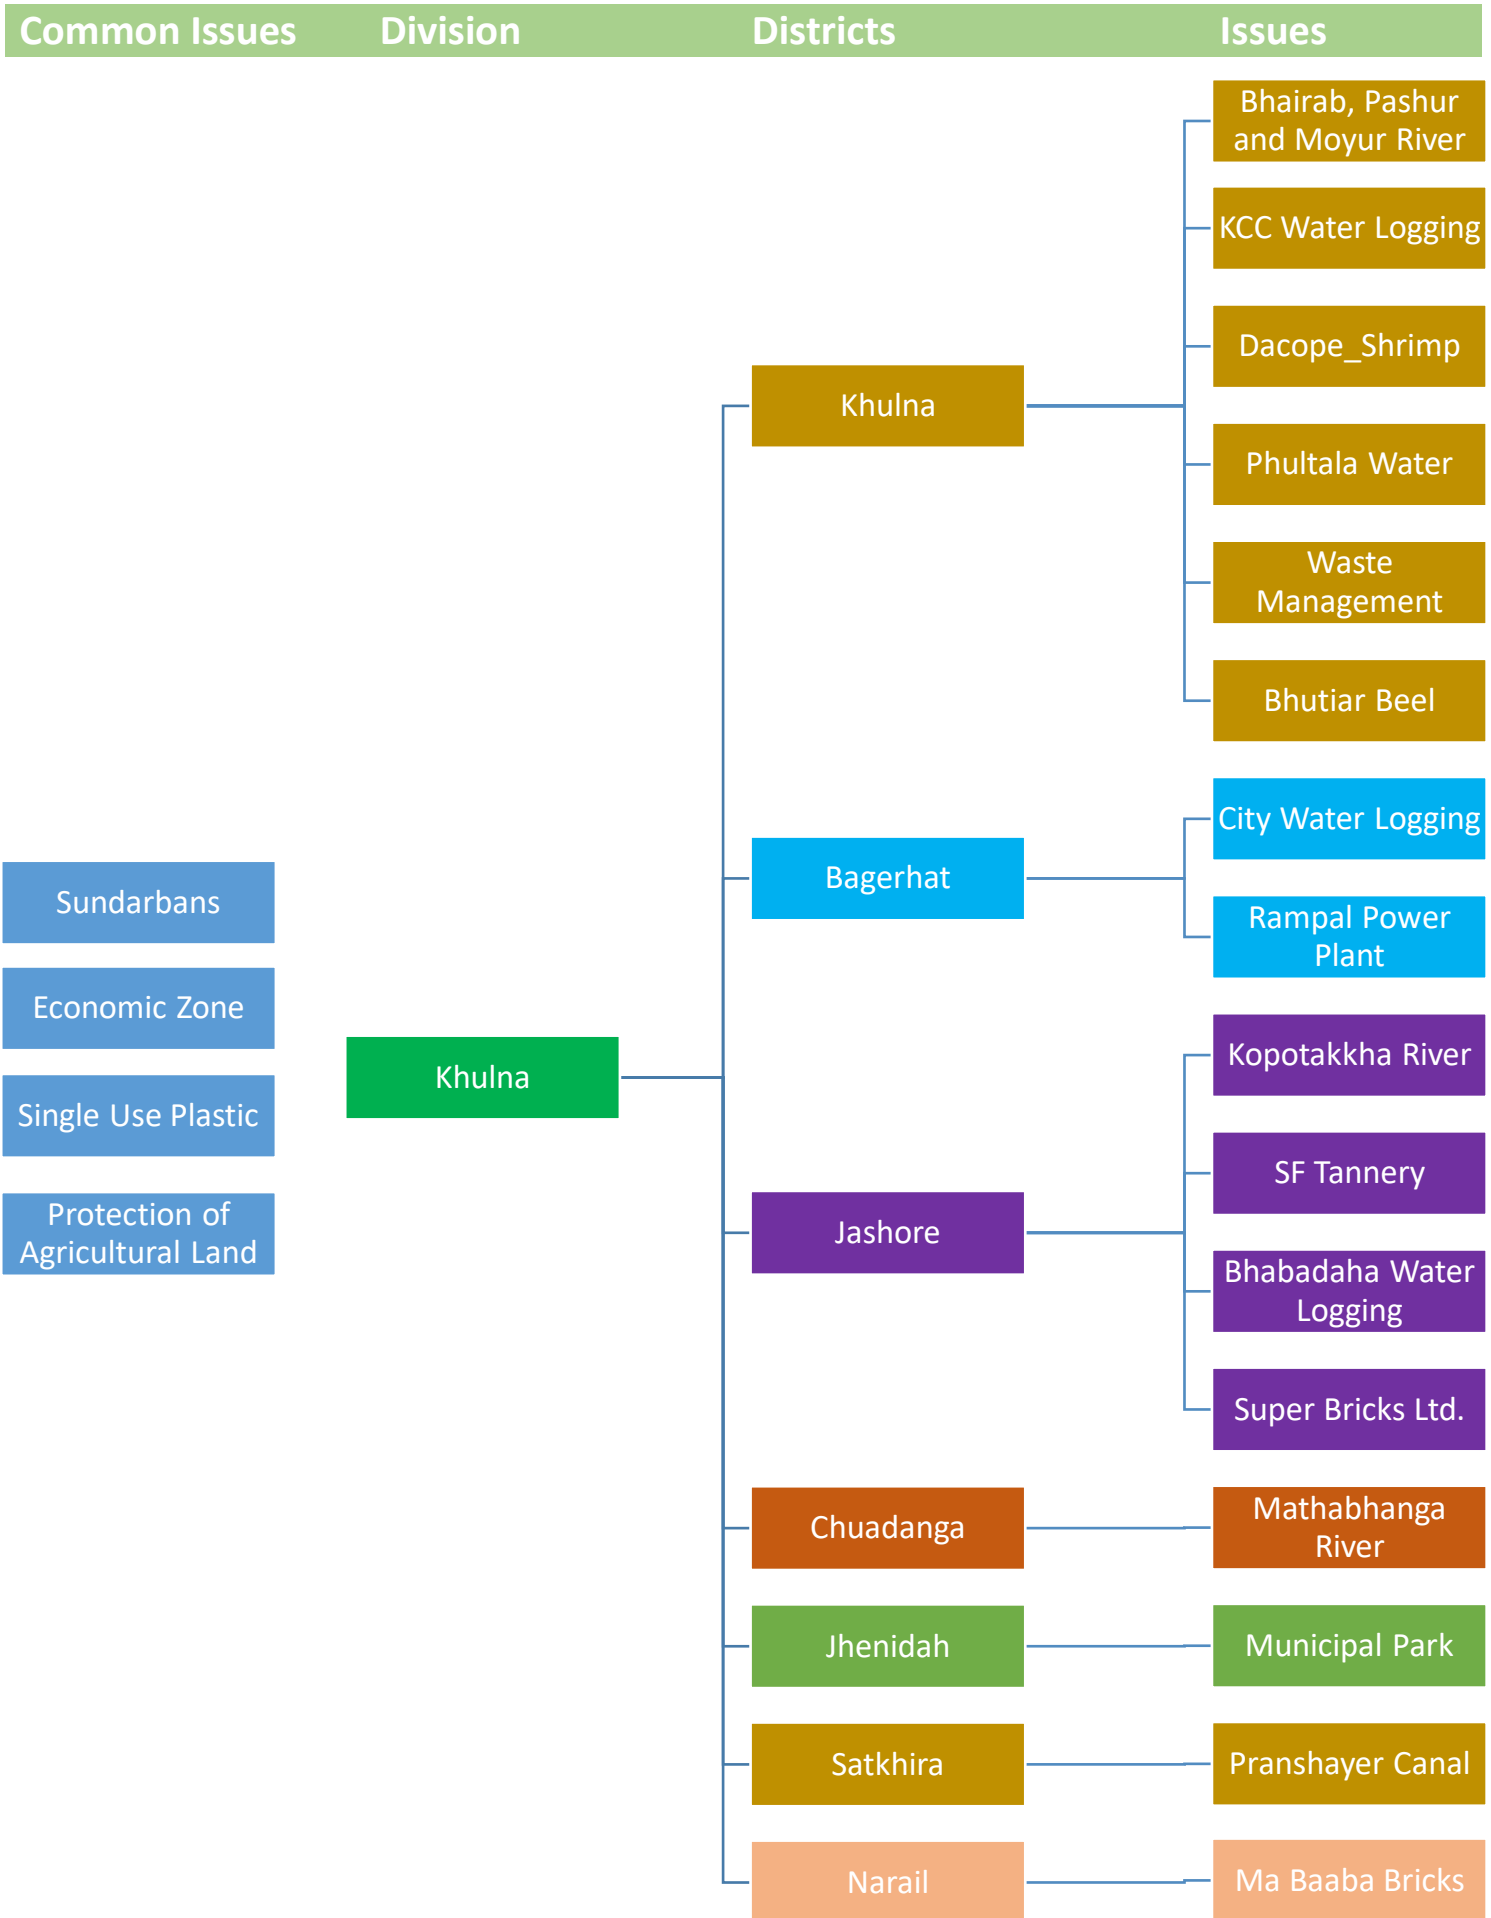 Common Issues Division Districts Issues
Bhairab, Pashur
and Moyur River
KCC Water Logging
Dacope_Shrimp
Khulna
Phultala Water
Waste
Management
Bhutiar Beel
City Water Logging
Bagerhat
Rampal Power
Plant
Sundarbans
Economic Zone
Single Use Plastic
Protection of
Agricultural Land
Khulna
Kopotakkha River
SF Tannery
Jashore
Bhabadaha Water
Logging
Super Bricks Ltd.
Chuadanga
Mathabhanga
River
Jhenidah
Municipal Park
Satkhira
Pranshayer Canal
Narail
Ma Baaba Bricks